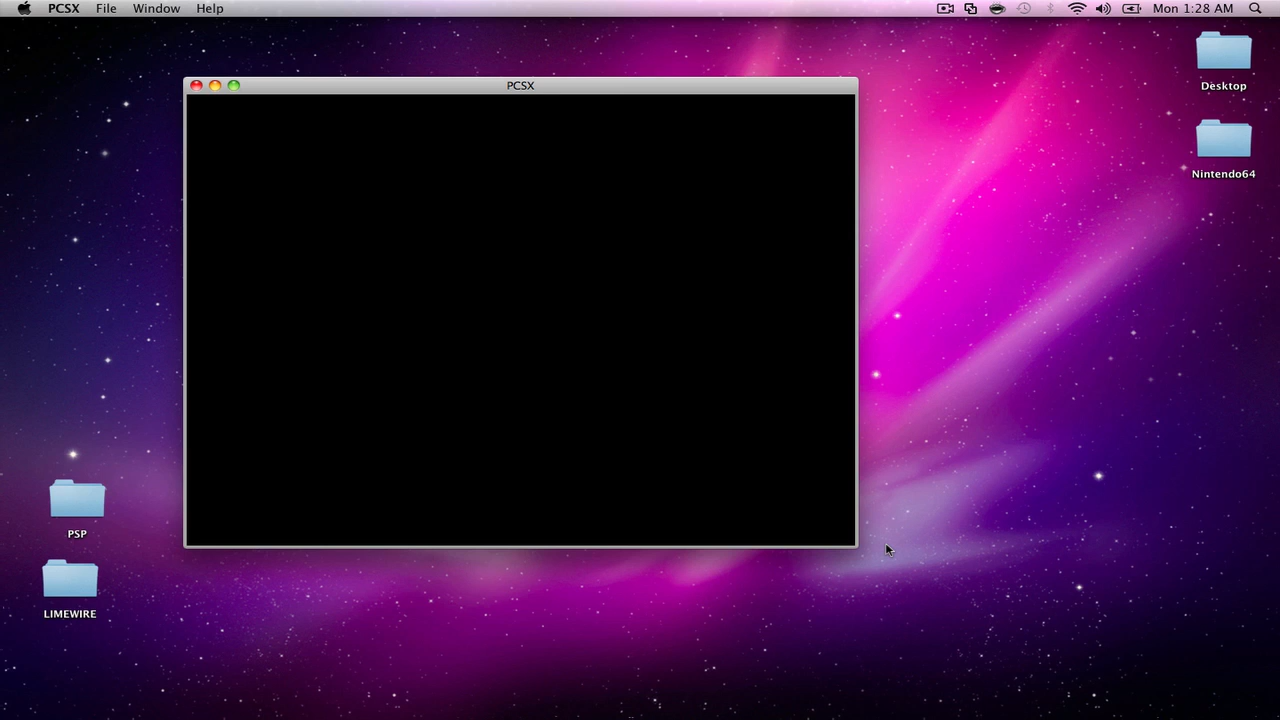 PCSX File Window Help Mon 1:28 AM
PCSX
Desktop
Nintendo64
PSP
LIMEWIRE